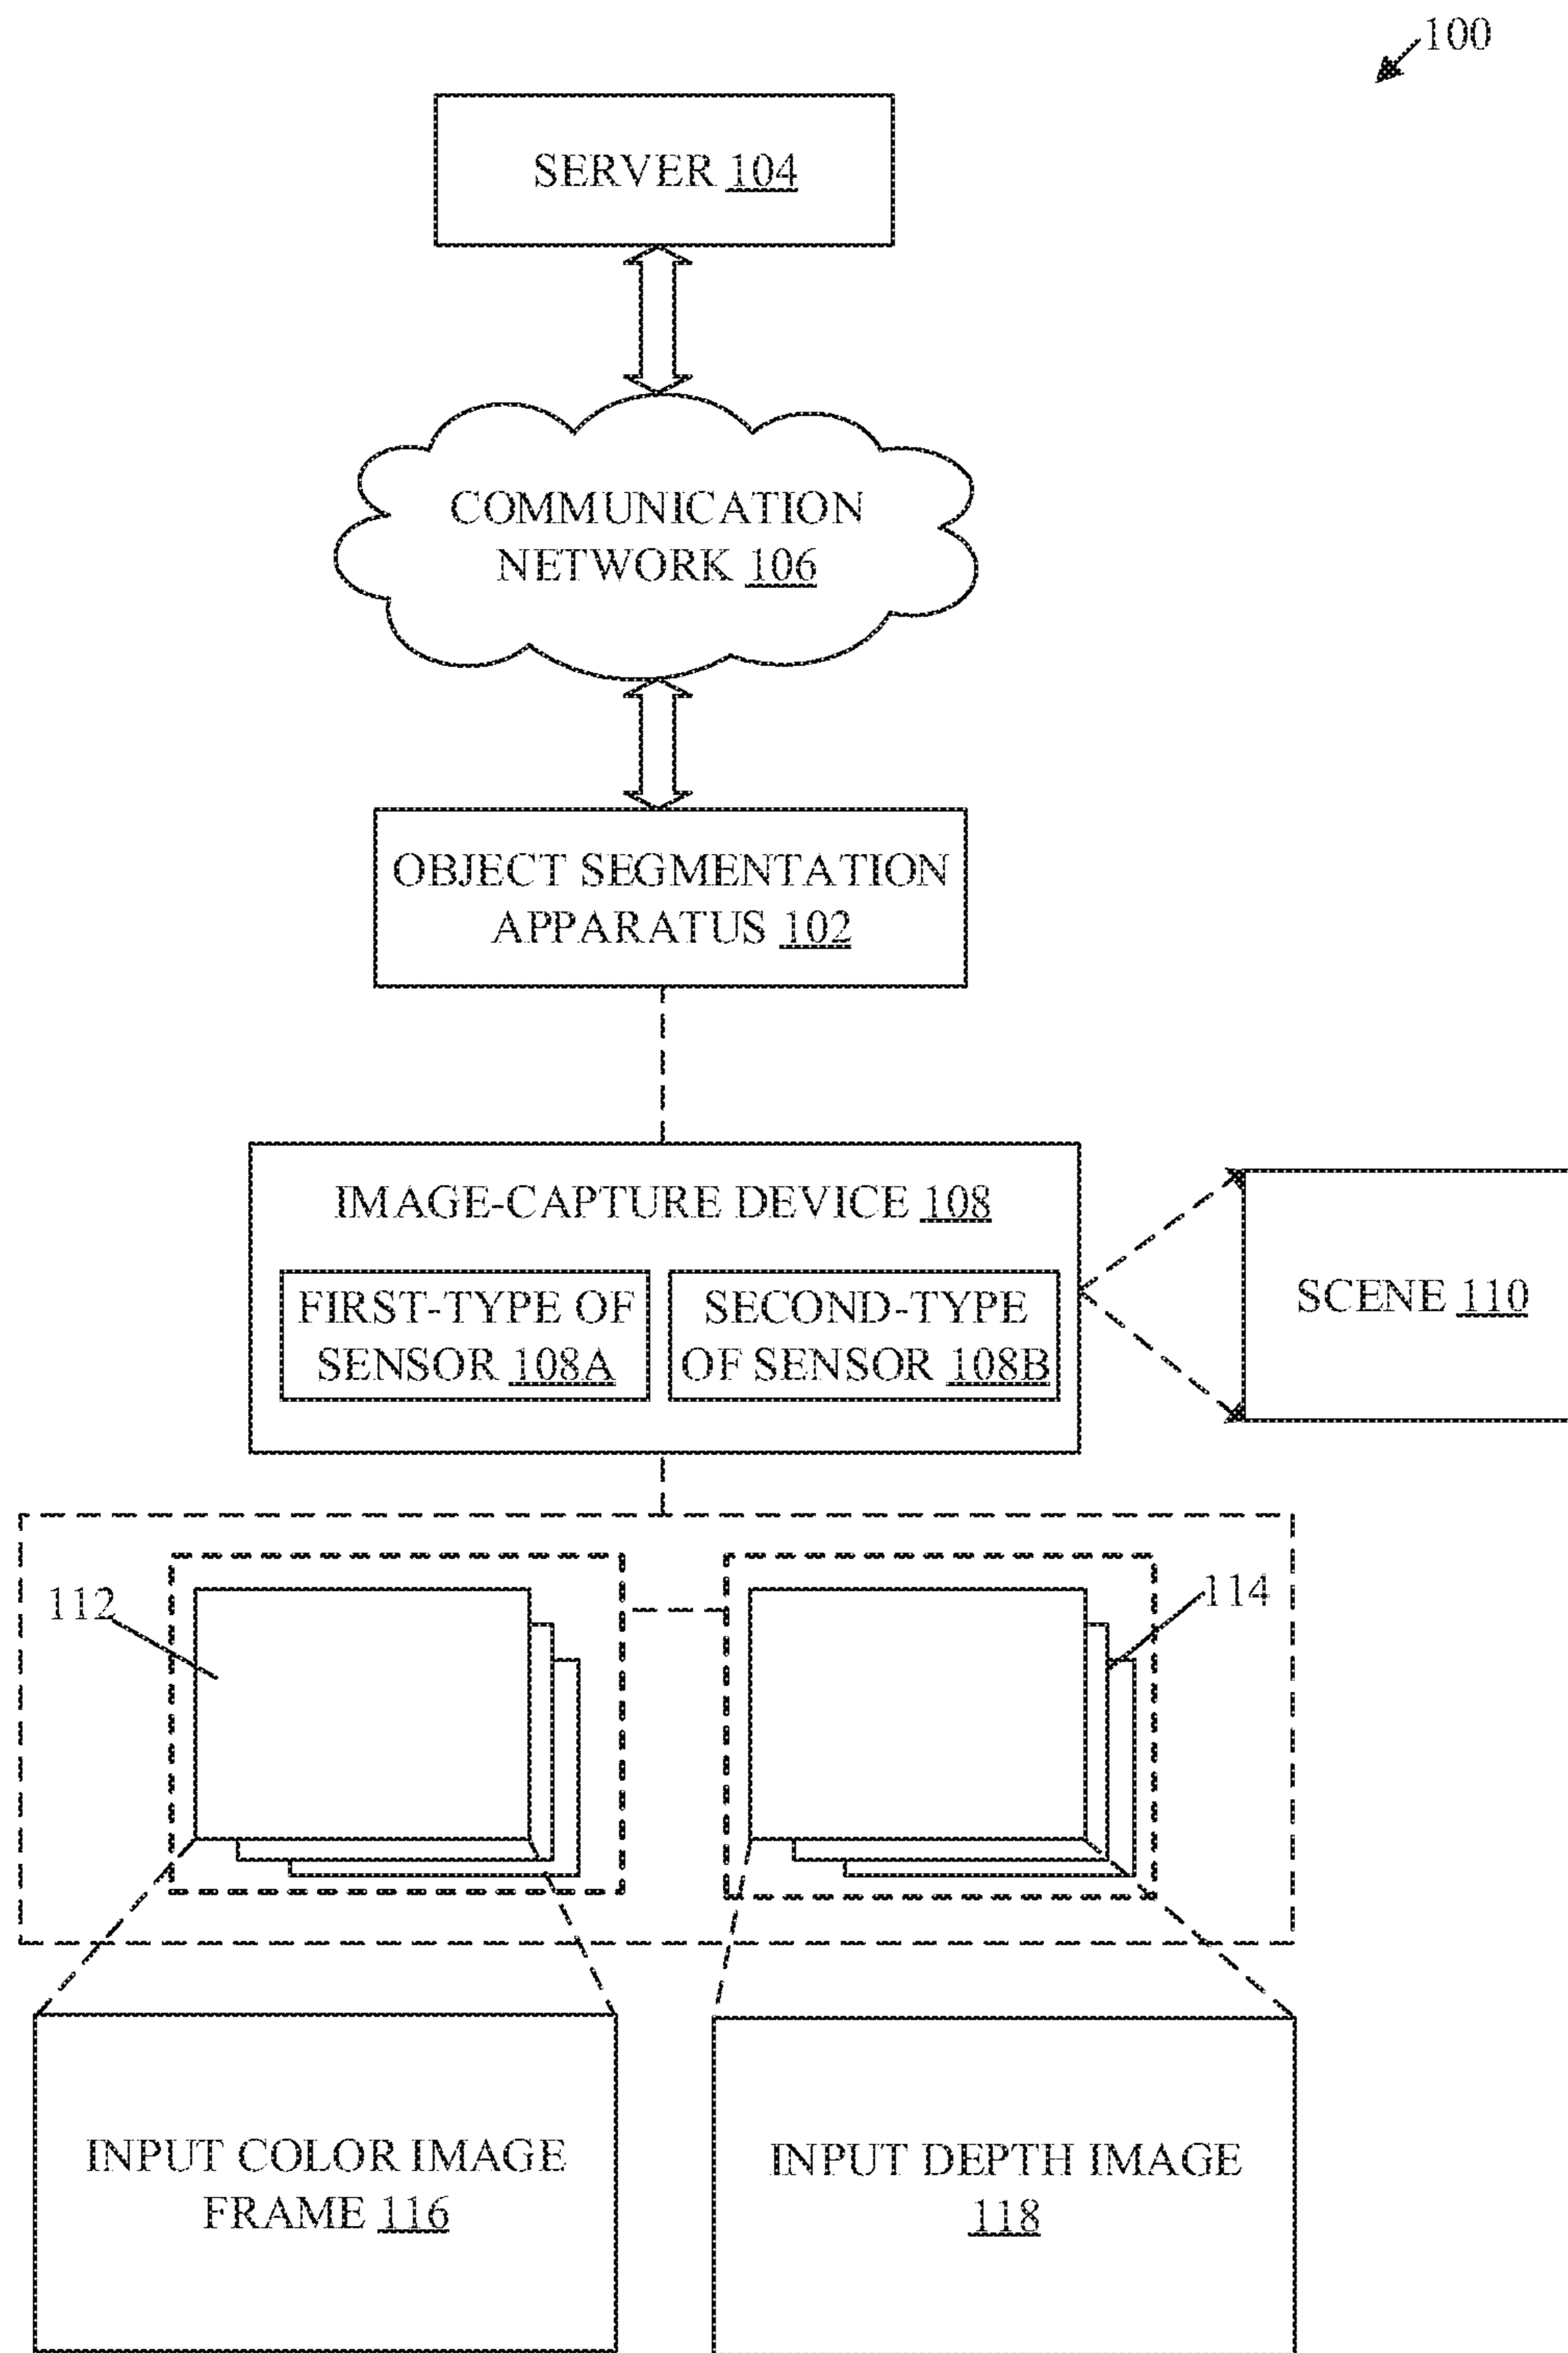 100
SERVER 104
COMMUNICATION
NETWORK 106
OBJECT SEGMENTATION
APPARATUS 102
IMAGE-CAPTURE DEVICE 108
FIRST-TYPE OF
SENSOR 108A
SECOND-TYPE
OF SENSOR 108B
SCENE 110
112
114
INPUT COLOR IMAGE
FRAME 116
INPUT DEPTH IMAGE
118